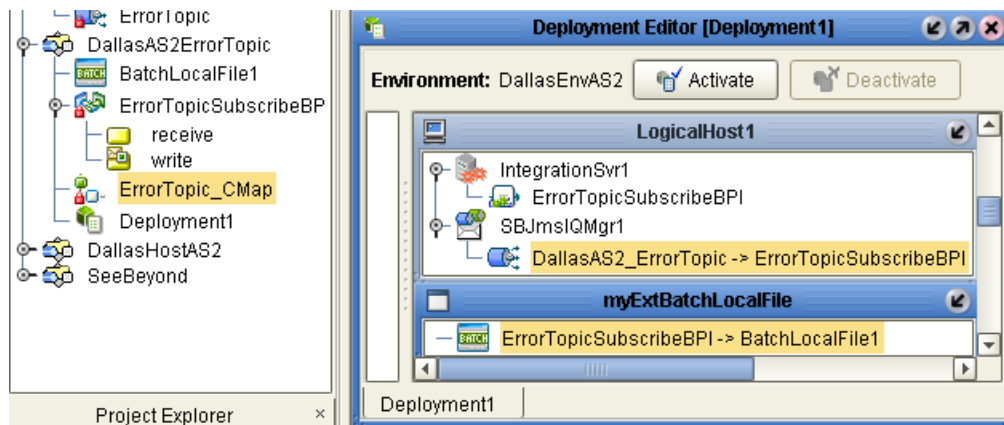 ErrorTopic
DallasAS2ErrorTopic
BATCH BatchLocalFile1
ErrorTopicSubscribeBP
receive
write
ErrorTopic_CMap
Deployment1
DallasHostAS2
SeeBeyond
Project Explorer ×
Deployment Editor [Deployment1]
Environment: DallasEnvAS2 Activate Deactivate
LogicalHost1
IntegrationSvr1
ErrorTopicSubscribeBPI
SBJmsIQMgr1
DallasAS2_ErrorTopic -> ErrorTopicSubscribeBPI
myExtBatchLocalFile
BATCH ErrorTopicSubscribeBPI -> BatchLocalFile1
Deployment1